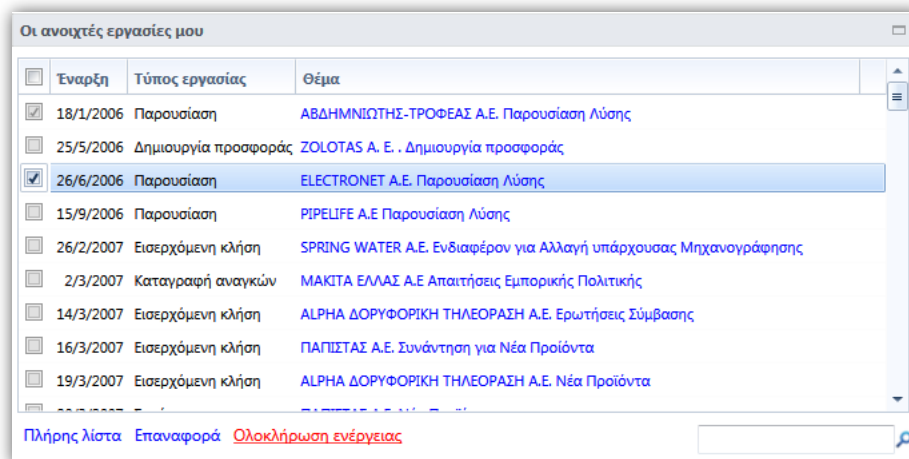 Οι ανοιχτές εργασίες μου
Έναρξη Τύπος εργασίας Θέμα
18/1/2006 Παρουσίαση ΑΒΔΗΜΝΙΩΤΗΣ-ΤΡΟΦΕΑΣ Α.Ε. Παρουσίαση Λύσης
25/5/2006 Δημιουργία προσφοράς ZOLOTAS A. E. . Δημιουργία προσφοράς
26/6/2006 Παρουσίαση ELECTRONET A.E. Παρουσίαση Λύσης
15/9/2006 Παρουσίαση PIPELIFE A.E Παρουσίαση Λύσης
26/2/2007 Εισερχόμενη κλήση SPRING WATER A.E. Ενδιαφέρον για Αλλαγή υπάρχουσας Μηχανογράφησης
2/3/2007 Καταγραφή αναγκών ΜΑΚΙΤΑ ΕΛΛΑΣ Α.Ε Απαιτήσεις Εμπορικής Πολιτικής
14/3/2007 Εισερχόμενη κλήση ALPHA ΔΟΡΥΦΟΡΙΚΗ ΤΗΛΕΟΡΑΣΗ Α.Ε. Ερωτήσεις Σύμβασης
16/3/2007 Εισερχόμενη κλήση ΠΑΠΙΣΤΑΣ Α.Ε. Συνάντηση για Νέα Προίόντα
19/3/2007 Εισερχόμενη κλήση ALPHA ΔΟΡΥΦΟΡΙΚΗ ΤΗΛΕΟΡΑΣΗ Α.Ε. Νέα Προϊόντα
Πλήρης λίστα Επαναφορά Ολοκλήρωση ενέργειας